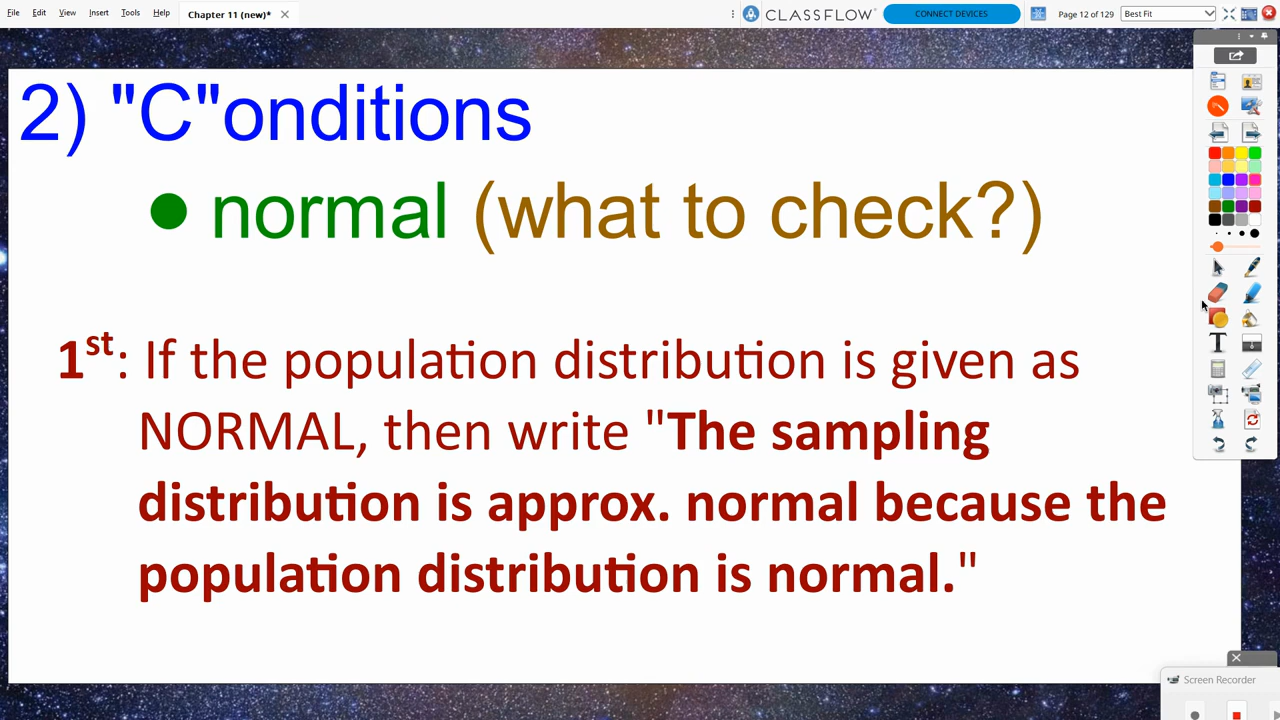 File Edit View Insert Tools Help Chapter 11 (new)* CLASSFLOW CONNECT DEVICES Page 12 of 129 Best Fit
2) "C"onditions
● normal (what to check?)
1st: If the population distribution is given as
NORMAL, then write "The sampling
distribution is approx. normal because the
population distribution is normal."
Screen Recorder